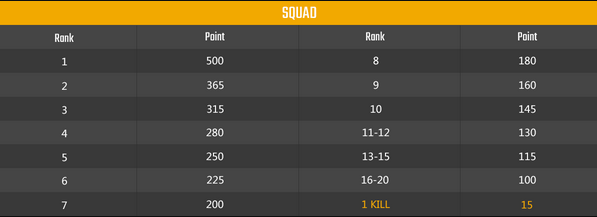 SQUAD
Rank Point Rank Point
1 500 8 180
2 365 9 160
3 315 10 145
4 280 11-12 130
5 250 13-15 115
6 225 16-20 100
7 200 1 KILL 15